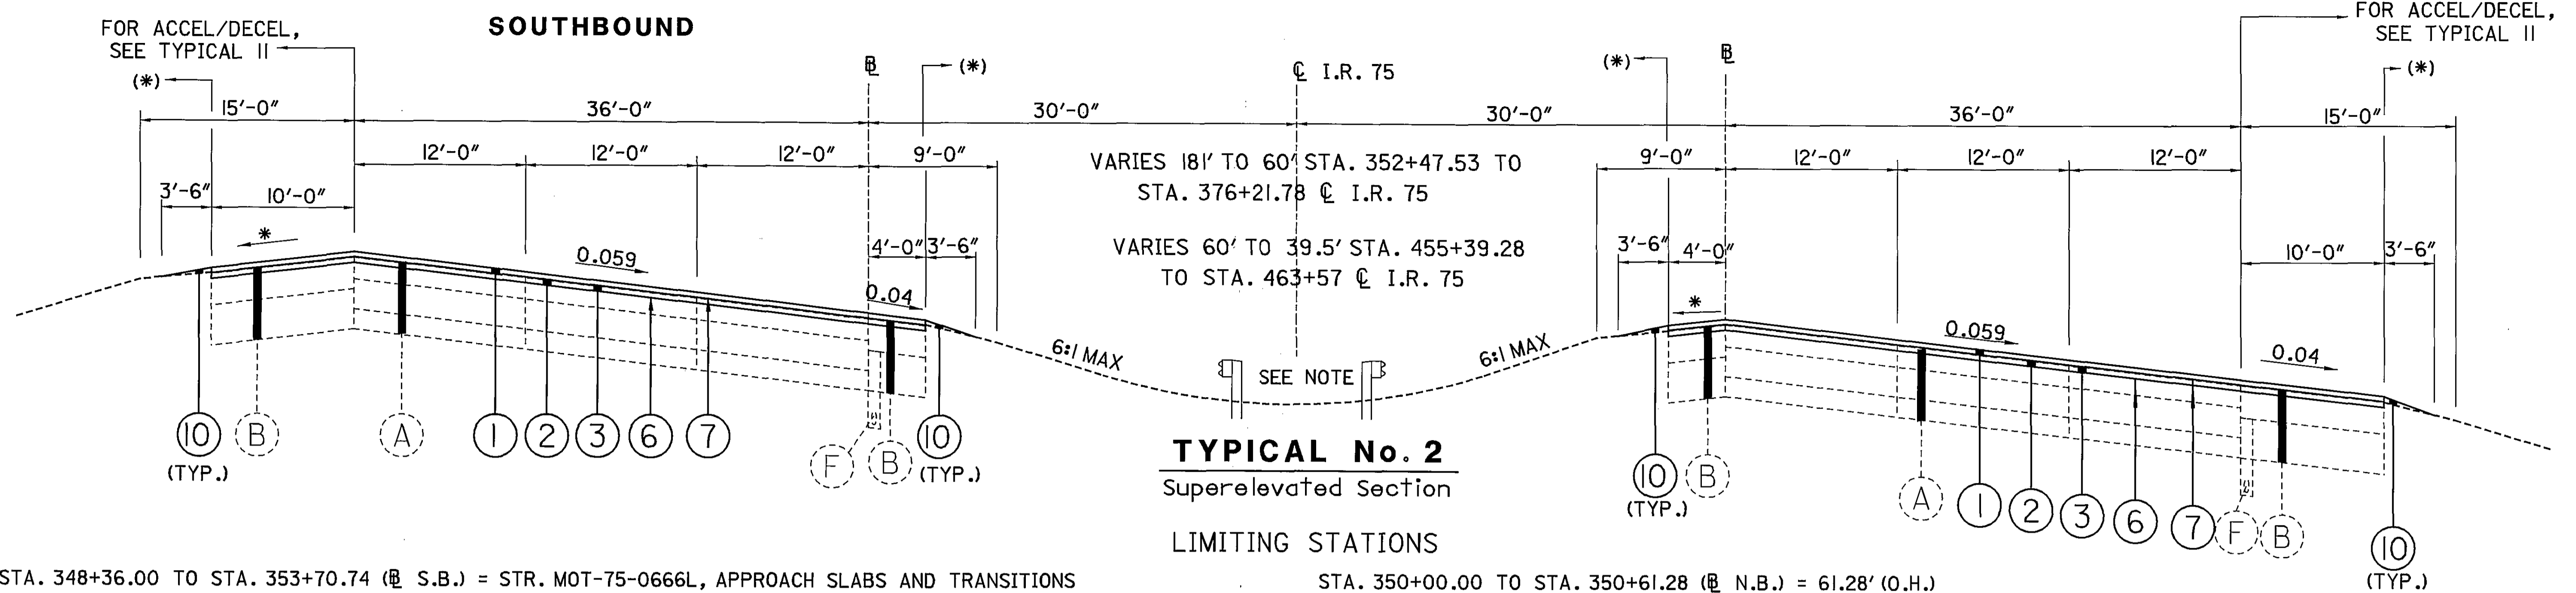 SOUTHBOUND
FOR ACCEL/DECEL,
SEE TYPICAL II
(*)
℄ I.R. 75
(*)
(*)
FOR ACCEL/DECEL,
SEE TYPICAL II
(*)
15'-0" 36'-0" 30'-0" 30'-0" 36'-0" 15'-0"
12'-0" 12'-0" 12'-0" 9'-0"
9'-0" 12'-0" 12'-0" 12'-0"
VARIES 181' TO 60' STA. 352+47.53 TO
STA. 376+21.78 ℄ I.R. 75
3'-6" 10'-0"
4'-0" 3'-6"
VARIES 60' TO 39.5' STA. 455+39.28
TO STA. 463+57 ℄ I.R. 75
3'-6" 4'-0"
10'-0" 3'-6"
*
0.059
0.04
*
0.059
0.04
6:1 MAX
6:1 MAX
SEE NOTE
10 B A 1 2 3 6 7 F B 10
(TYP.) (TYP.)
TYPICAL No. 2
Superelevated Section
10 B A 1 2 3 6 7 F B 10
(TYP.) (TYP.)
LIMITING STATIONS
STA. 348+36.00 TO STA. 353+70.74 (BL S.B.) = STR. MOT-75-0666L, APPROACH SLABS AND TRANSITIONS
STA. 350+00.00 TO STA. 350+61.28 (BL N.B.) = 61.28' (O.H.)
BL
BL